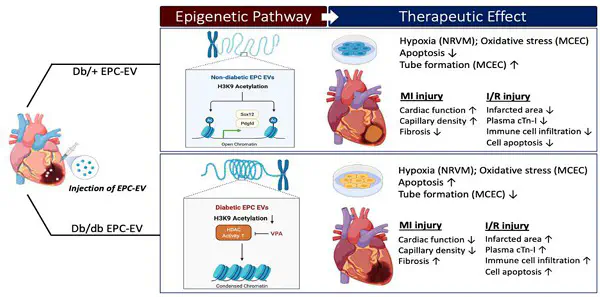 Epigenetic Pathway
Therapeutic Effect
Db/+ EPC-EV
Injection of EPC-EV
Db/db EPC-EV
Non-diabetic EPC EVs
H3K9 Acetylation
Sox12
Pdgfd
Ac
Ac
Open Chromatin
Hypoxia (NRVM); Oxidative stress (MCEC)
Apoptosis ↓
Tube formation (MCEC) ↑
MI injury
Cardiac function ↑
Capillary density ↑
Fibrosis ↓
I/R injury
Infarcted area ↓
Plasma cTn-I ↓
Immune cell infiltration ↓
Cell apoptosis ↓
Diabetic EPC EVs
H3K9 Acetylation ↓
HDAC
Activity ↑
VPA
Condensed Chromatin
Hypoxia (NRVM); Oxidative stress (MCEC)
Apoptosis ↑
Tube formation (MCEC) ↓
MI injury
Cardiac function ↓
Capillary density ↓
Fibrosis ↑
I/R injury
Infarcted area ↑
Plasma cTn-I ↑
Immune cell infiltration ↑
Cell apoptosis ↑